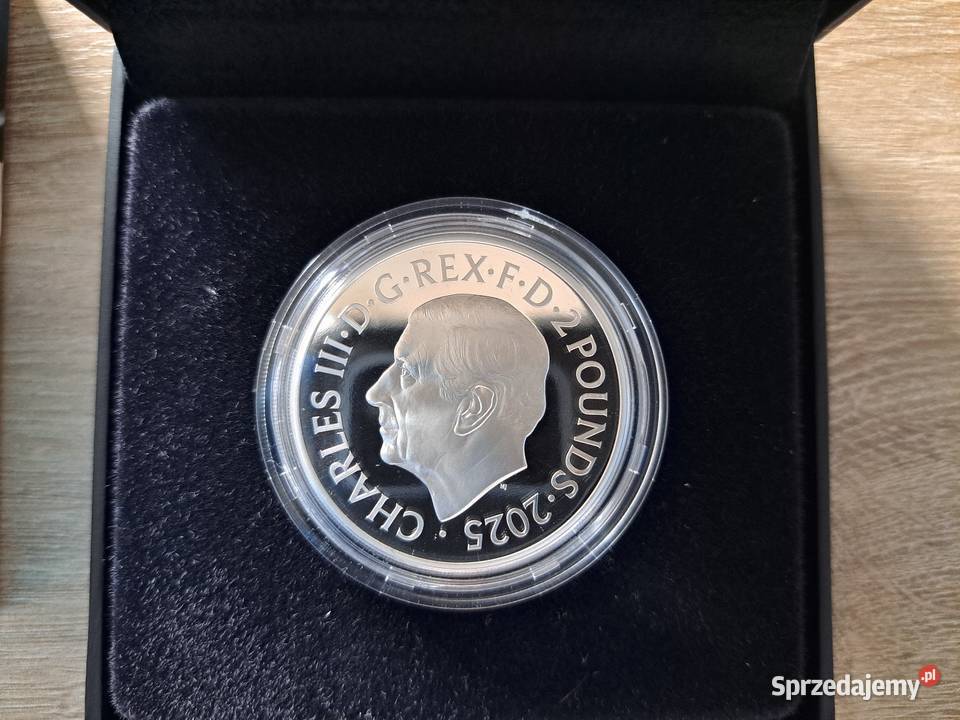 · CHARLES III · D · G · REX · F · D · 2 POUNDS · 2025
Sprzedajemy.pl